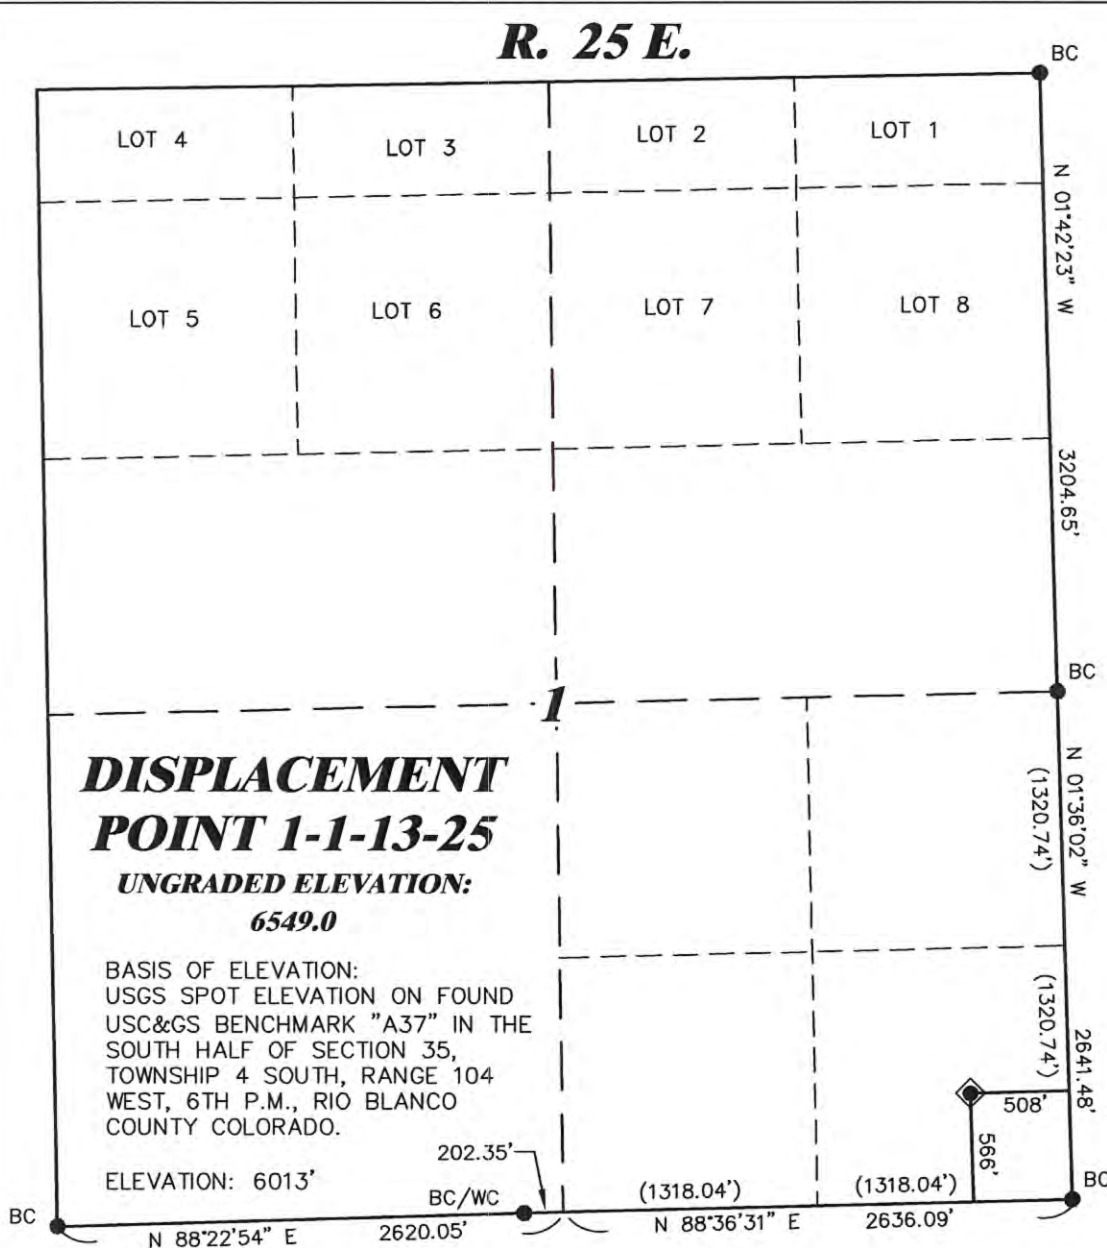 R. 25 E.
BC
LOT 4
LOT 3
LOT 2
LOT 1
N 01°42'23" W
LOT 5
LOT 6
LOT 7
LOT 8
3204.65'
BC
1
DISPLACEMENT
POINT 1-1-13-25
UNGRADED ELEVATION:
6549.0
N 01°36'02" W
(1320.74')
BASIS OF ELEVATION:
USGS SPOT ELEVATION ON FOUND
USC&GS BENCHMARK "A37" IN THE
SOUTH HALF OF SECTION 35,
TOWNSHIP 4 SOUTH, RANGE 104
WEST, 6TH P.M., RIO BLANCO
COUNTY COLORADO.
(1320.74')
2641.48'
508'
566'
202.35'
ELEVATION: 6013'
BC/WC
(1318.04')
(1318.04')
BC
BC
N 88°22'54" E
2620.05'
N 88°36'31" E
2636.09'